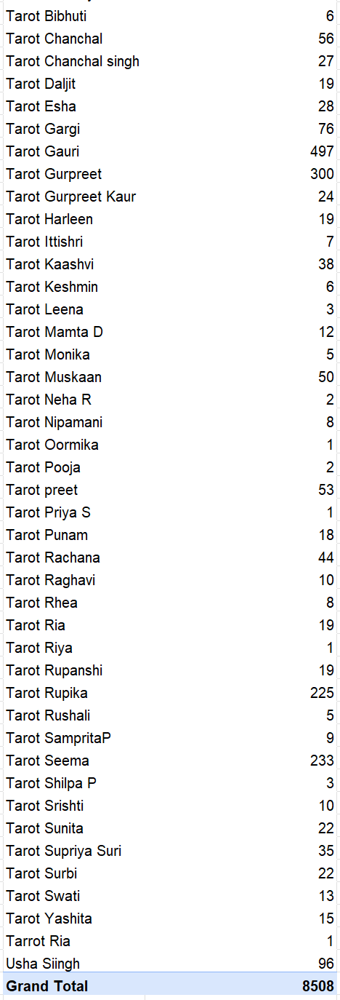 Tarot Bibhuti 6
Tarot Chanchal 56
Tarot Chanchal singh 27
Tarot Daljit 19
Tarot Esha 28
Tarot Gargi 76
Tarot Gauri 497
Tarot Gurpreet 300
Tarot Gurpreet Kaur 24
Tarot Harleen 19
Tarot Ittishri 7
Tarot Kaashvi 38
Tarot Keshmin 6
Tarot Leena 3
Tarot Mamta D 12
Tarot Monika 5
Tarot Muskaan 50
Tarot Neha R 2
Tarot Nipamani 8
Tarot Oormika 1
Tarot Pooja 2
Tarot preet 53
Tarot Priya S 1
Tarot Punam 18
Tarot Rachana 44
Tarot Raghavi 10
Tarot Rhea 8
Tarot Ria 19
Tarot Riya 1
Tarot Rupanshi 19
Tarot Rupika 225
Tarot Rushali 5
Tarot SampritaP 9
Tarot Seema 233
Tarot Shilpa P 3
Tarot Srishti 10
Tarot Sunita 22
Tarot Supriya Suri 35
Tarot Surbi 22
Tarot Swati 13
Tarot Yashita 15
Tarrot Ria 1
Usha Siingh 96
Grand Total 8508